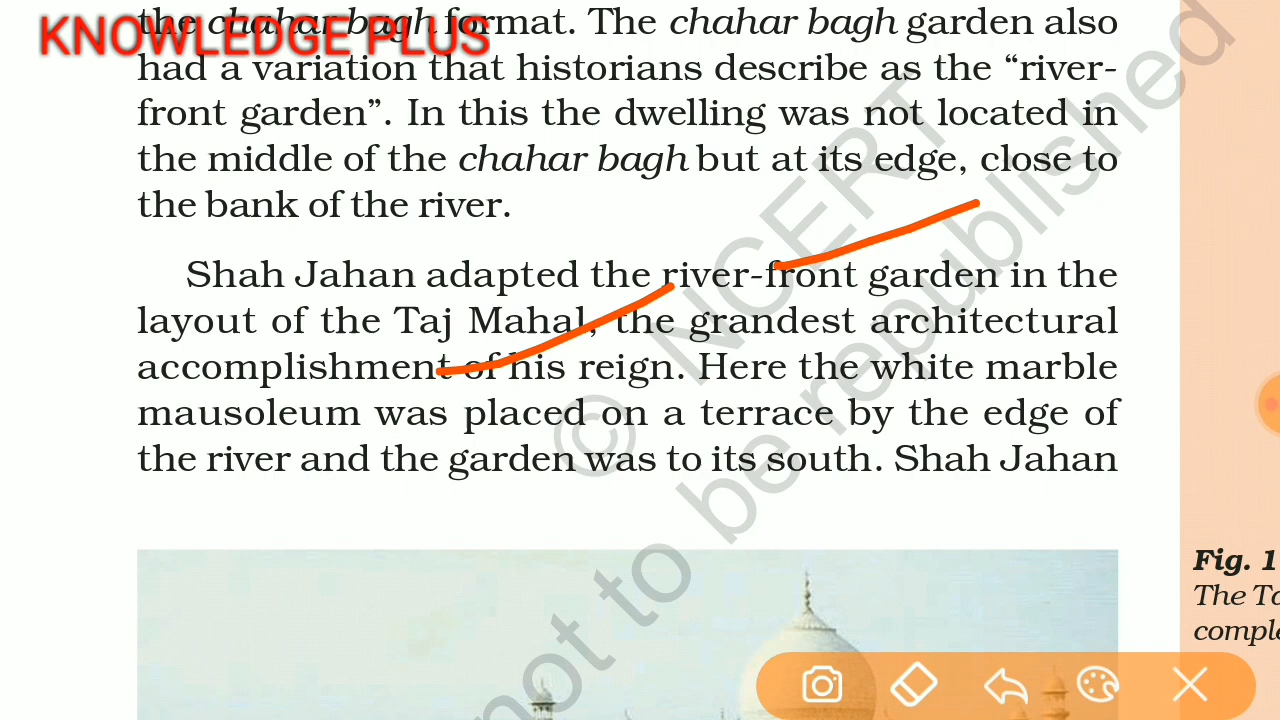 KNOWLEDGE PLUS
the chahar bagh format. The chahar bagh garden also
had a variation that historians describe as the “river-
front garden”. In this the dwelling was not located in
the middle of the chahar bagh but at its edge, close to
the bank of the river.
Shah Jahan adapted the river-front garden in the
layout of the Taj Mahal, the grandest architectural
accomplishment of his reign. Here the white marble
mausoleum was placed on a terrace by the edge of
the river and the garden was to its south. Shah Jahan
© NCERT
not to be republished
Fig. 1
The Ta
comple